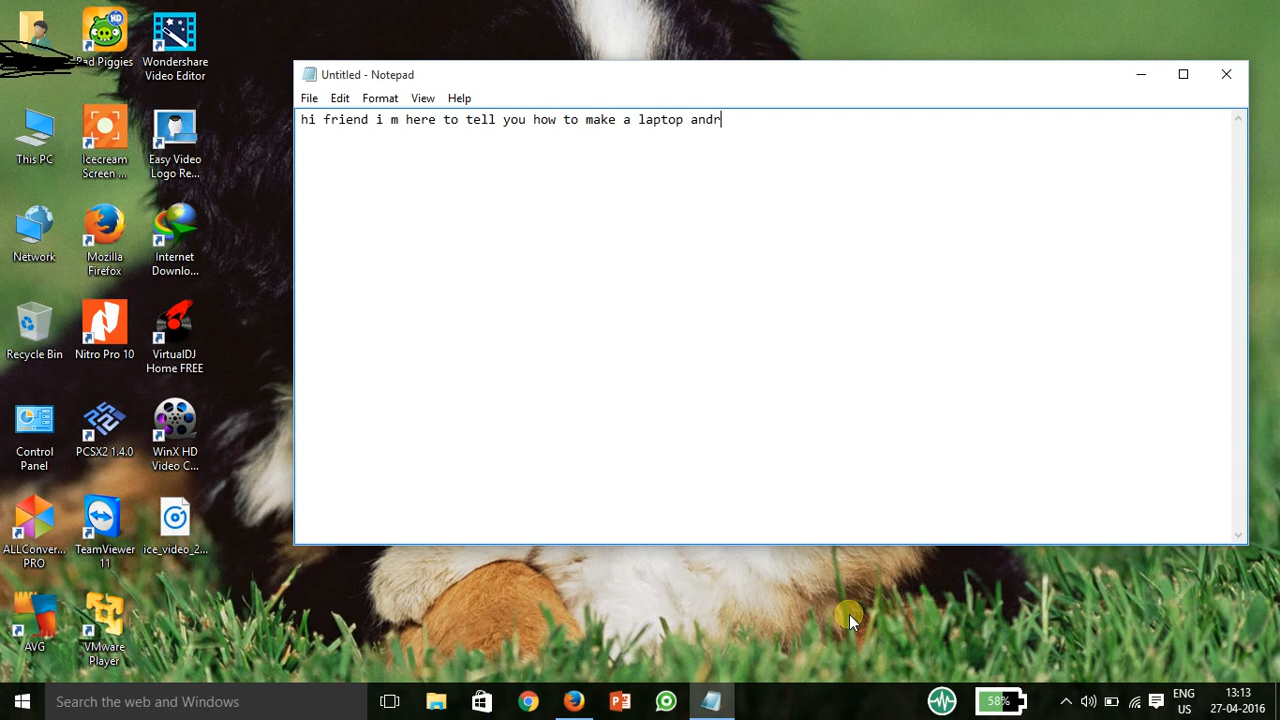 Bad Piggies
Wondershare
Video Editor
This PC
Icecream
Screen ...
Easy Video
Logo Re...
Network
Mozilla
Firefox
Internet
Downlo...
Recycle Bin
Nitro Pro 10
VirtualDJ
Home FREE
Control
Panel
PCSX2 1.4.0
WinX HD
Video C...
ALLConver...
PRO
TeamViewer
11
ice_video_2...
AVG
VMware
Player
Untitled - Notepad
File Edit Format View Help
hi friend i m here to tell you how to make a laptop andr
Search the web and Windows
58%
ENG
US
13:13
27-04-2016